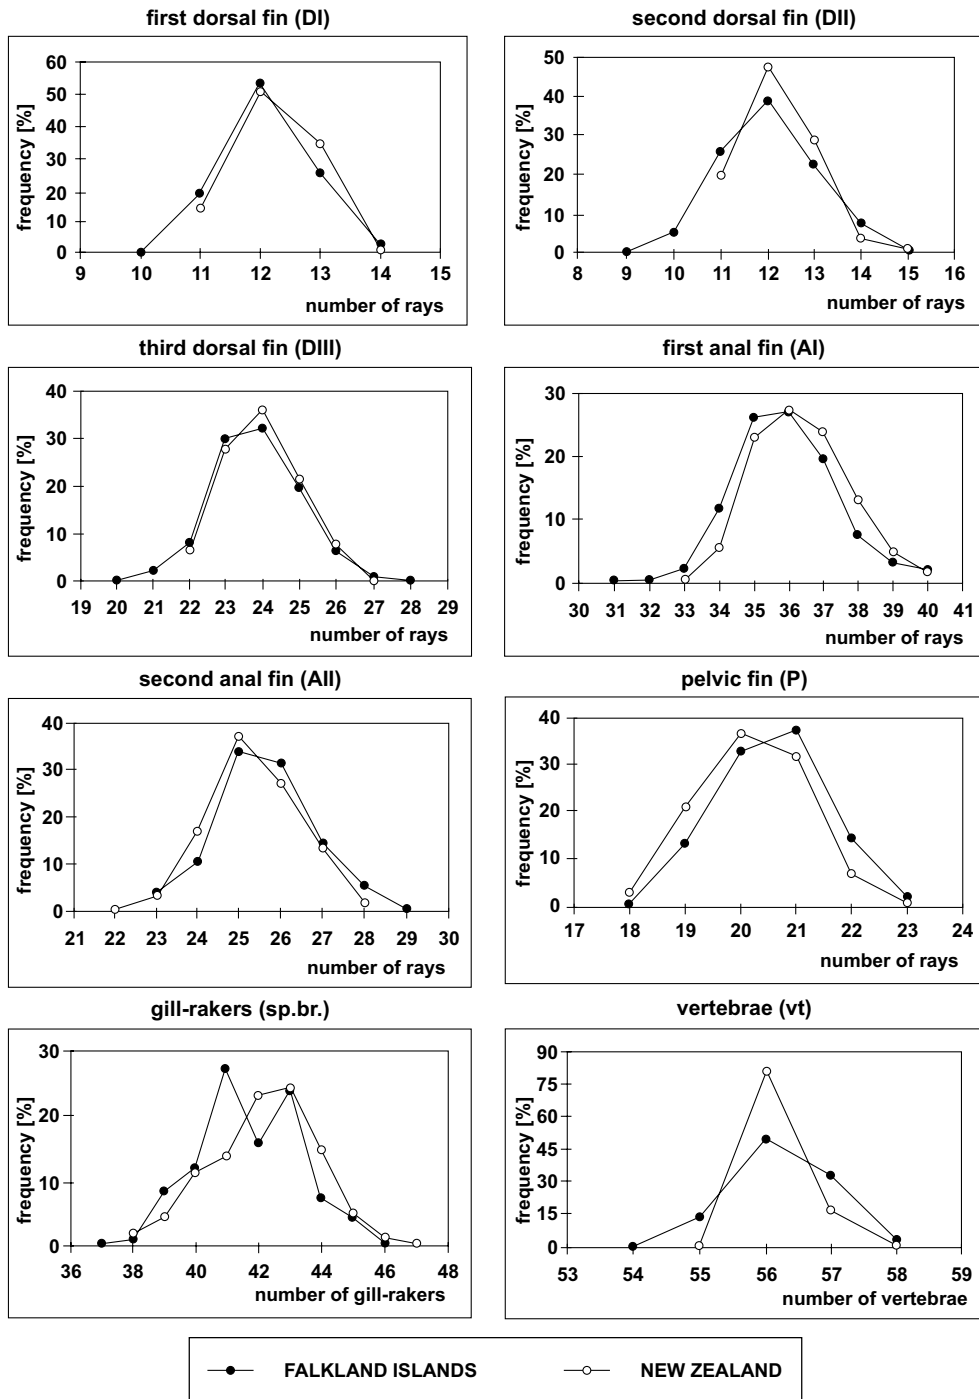 first dorsal fin (DI)
frequency [%]
60
50
40
30
20
10
0
9 10 11 12 13 14 15
number of rays
second dorsal fin (DII)
frequency [%]
50
40
30
20
10
0
8 9 10 11 12 13 14 15 16
number of rays
third dorsal fin (DIII)
frequency [%]
40
30
20
10
0
19 20 21 22 23 24 25 26 27 28 29
number of rays
first anal fin (AI)
frequency [%]
30
20
10
0
30 31 32 33 34 35 36 37 38 39 40 41
number of rays
second anal fin (AII)
frequency [%]
40
30
20
10
0
21 22 23 24 25 26 27 28 29 30
number of rays
pelvic fin (P)
frequency [%]
40
30
20
10
0
17 18 19 20 21 22 23 24
number of rays
gill-rakers (sp.br.)
frequency [%]
30
20
10
0
36 38 40 42 44 46 48
number of gill-rakers
vertebrae (vt)
frequency [%]
90
75
60
45
30
15
0
53 54 55 56 57 58 59
number of vertebrae
FALKLAND ISLANDS NEW ZEALAND